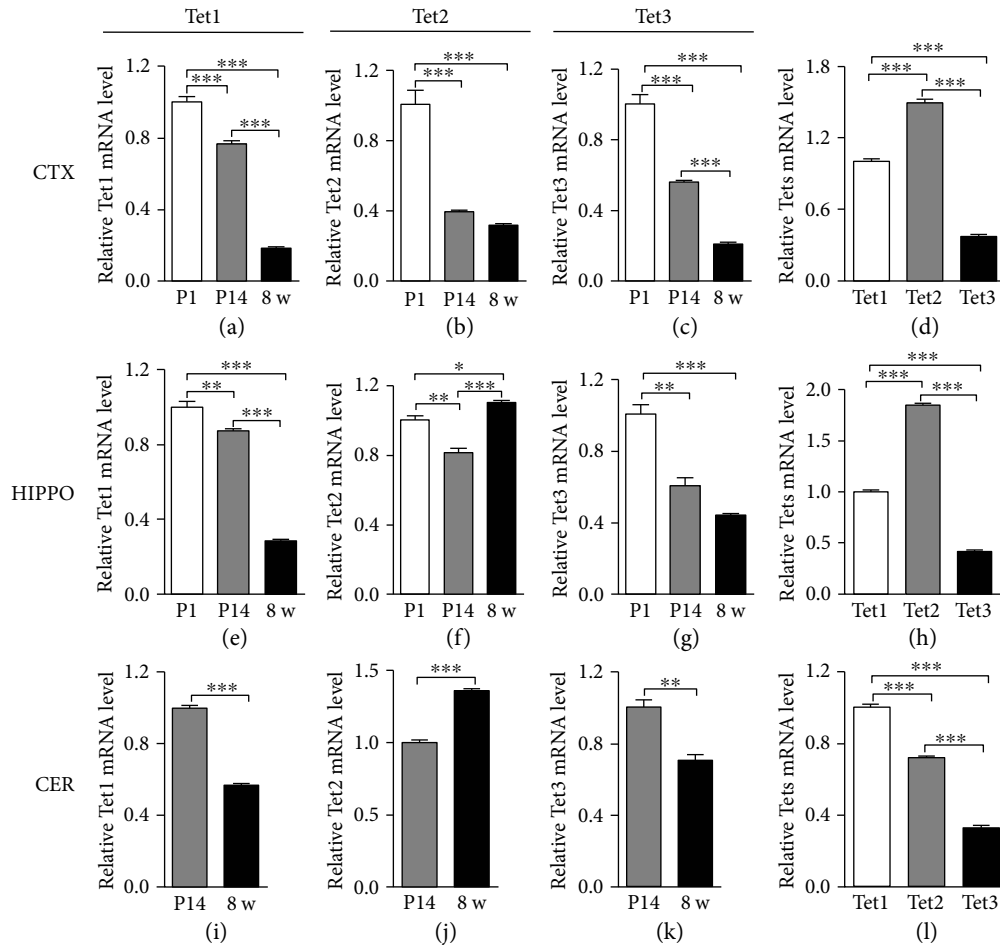 Tet1 Tet2 Tet3
CTX
Relative Tet1 mRNA level
1.2
0.8
0.4
0.0
***
***
***
P1 P14 8 w
(a)
Relative Tet2 mRNA level
1.2
0.8
0.4
0.0
***
***
P1 P14 8 w
(b)
Relative Tet3 mRNA level
1.2
0.8
0.4
0.0
***
***
***
P1 P14 8 w
(c)
Relative Tets mRNA level
1.8
1.2
0.6
0.0
***
***
***
Tet1 Tet2 Tet3
(d)
HIPPO
Relative Tet1 mRNA level
1.2
0.8
0.4
0.0
***
**
***
P1 P14 8 w
(e)
Relative Tet2 mRNA level
1.2
0.8
0.4
0.0
*
**
***
P1 P14 8 w
(f)
Relative Tet3 mRNA level
1.2
0.8
0.4
0.0
***
**
P1 P14 8 w
(g)
Relative Tets mRNA level
2.0
1.5
1.0
0.5
0.0
***
***
***
Tet1 Tet2 Tet3
(h)
CER
Relative Tet1 mRNA level
1.2
0.8
0.4
0.0
***
P14 8 w
(i)
Relative Tet2 mRNA level
1.5
1.0
0.5
0.0
***
P14 8 w
(j)
Relative Tet3 mRNA level
1.2
0.8
0.4
0.0
**
P14 8 w
(k)
Relative Tets mRNA level
1.2
0.8
0.4
0.0
***
***
***
Tet1 Tet2 Tet3
(l)